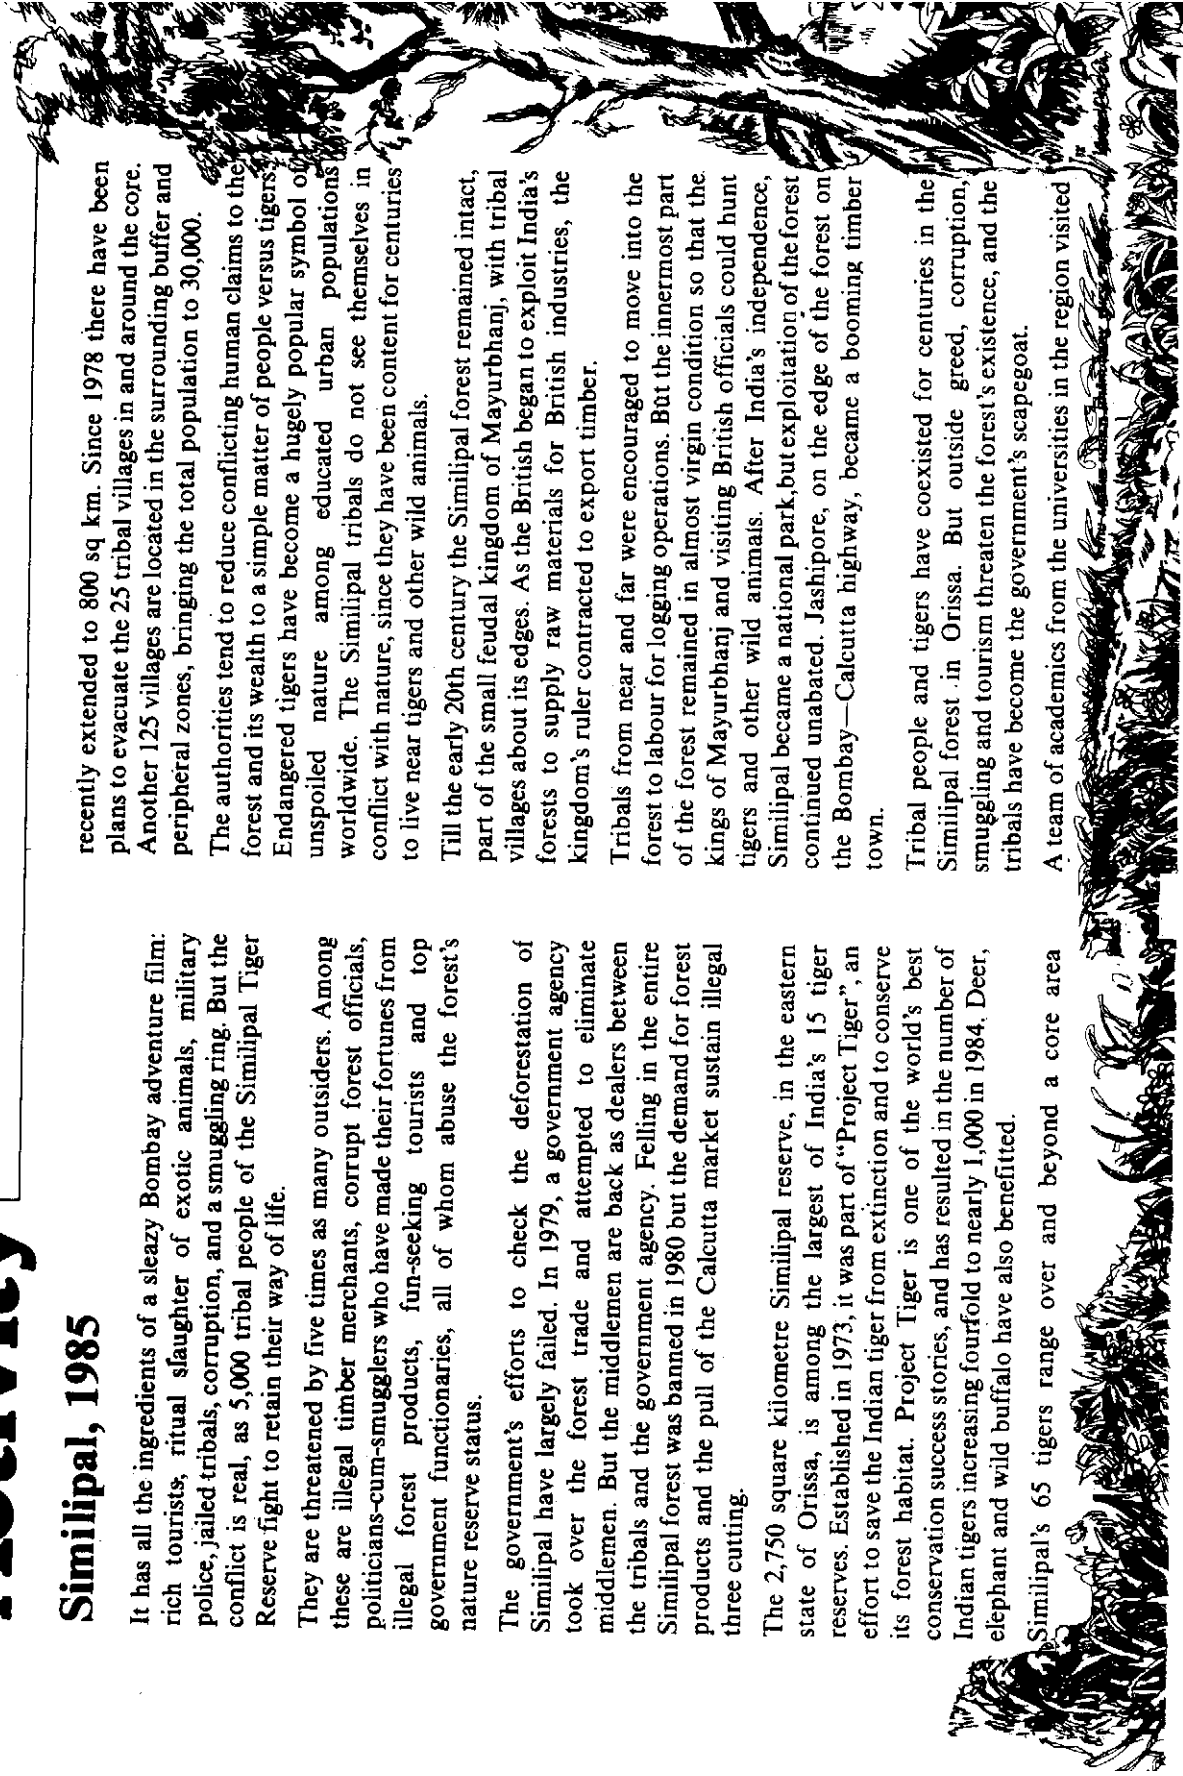 Similipal, 1985
It has all the ingredients of a sleazy Bombay adventure film:
rich tourists, ritual slaughter of exotic animals, military
police, jailed tribals, corruption, and a smuggling ring. But the
conflict is real, as 5,000 tribal people of the Similipal Tiger
Reserve fight to retain their way of life.
They are threatened by five times as many outsiders. Among
these are illegal timber merchants, corrupt forest officials,
politicians-cum-smugglers who have made their fortunes from
illegal forest products, fun-seeking tourists and top
government functionaries, all of whom abuse the forest's
nature reserve status.
The government's efforts to check the deforestation of
Similipal have largely failed. In 1979, a government agency
took over the forest trade and attempted to eliminate
middlemen. But the middlemen are back as dealers between
the tribals and the government agency. Felling in the entire
Similipal forest was banned in 1980 but the demand for forest
products and the pull of the Calcutta market sustain illegal
three cutting.
The 2,750 square kilometre Similipal reserve, in the eastern
state of Orissa, is among the largest of India's 15 tiger
reserves. Established in 1973, it was part of "Project Tiger", an
effort to save the Indian tiger from extinction and to conserve
its forest habitat. Project Tiger is one of the world's best
conservation success stories, and has resulted in the number of
Indian tigers increasing fourfold to nearly 1,000 in 1984. Deer,
elephant and wild buffalo have also benefitted.
Similipal's 65 tigers range over and beyond a core area
recently extended to 800 sq km. Since 1978 there have been
plans to evacuate the 25 tribal villages in and around the core.
Another 125 villages are located in the surrounding buffer and
peripheral zones, bringing the total population to 30,000.
The authorities tend to reduce conflicting human claims to the
forest and its wealth to a simple matter of people versus tigers.
Endangered tigers have become a hugely popular symbol of
unspoiled nature among educated urban populations
worldwide. The Similipal tribals do not see themselves in
conflict with nature, since they have been content for centuries
to live near tigers and other wild animals.
Till the early 20th century the Similipal forest remained intact,
part of the small feudal kingdom of Mayurbhanj, with tribal
villages about its edges. As the British began to exploit India's
forests to supply raw materials for British industries, the
kingdom's ruler contracted to export timber.
Tribals from near and far were encouraged to move into the
forest to labour for logging operations. But the innermost part
of the forest remained in almost virgin condition so that the
kings of Mayurbhanj and visiting British officials could hunt
tigers and other wild animals. After India's independence,
Similipal became a national park, but exploitation of the forest
continued unabated. Jashipore, on the edge of the forest on
the Bombay—Calcutta highway, became a booming timber
town.
Tribal people and tigers have coexisted for centuries in the
Similipal forest in Orissa. But outside greed, corruption,
smuggling and tourism threaten the forest's existence, and the
tribals have become the government's scapegoat.
A team of academics from the universities in the region visited